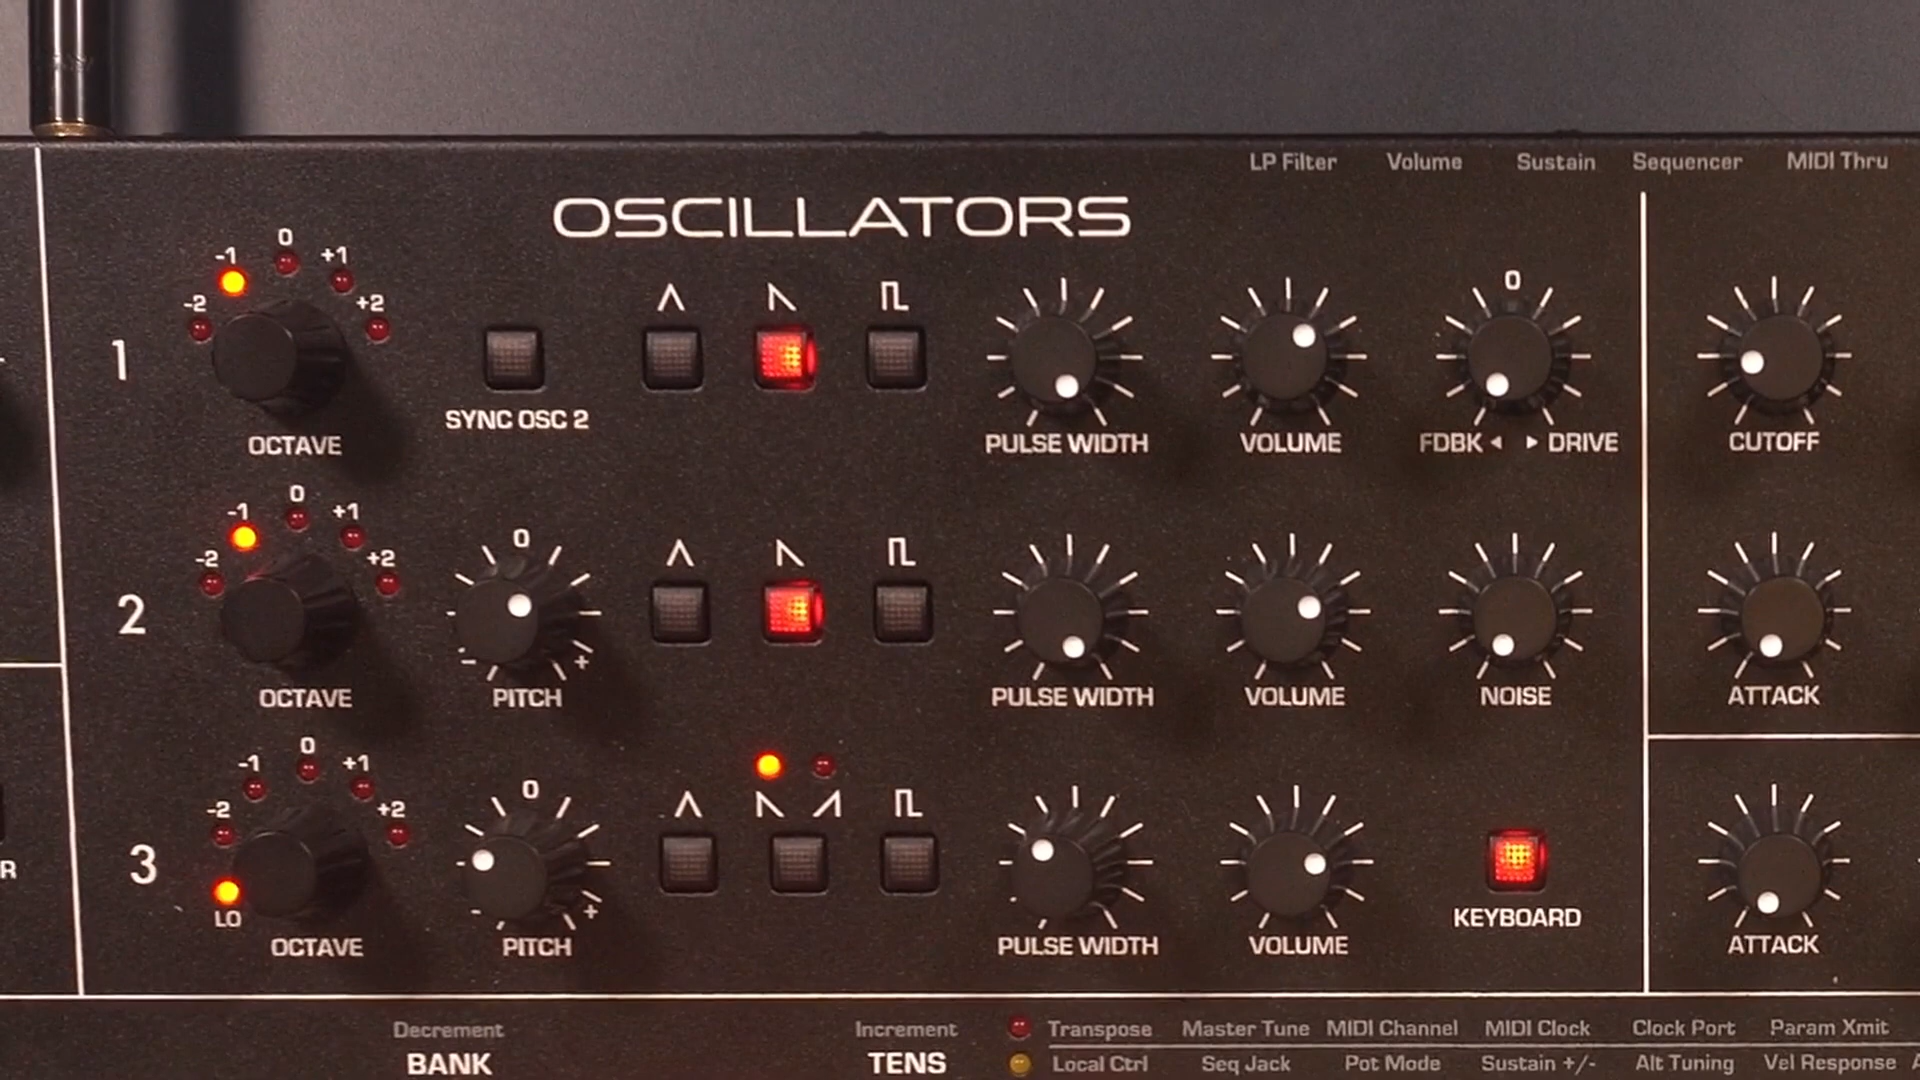 LP Filter Volume Sustain Sequencer MIDI Thru
OSCILLATORS
-2 -1 0 +1 +2
0
1
SYNC OSC 2
OCTAVE
PULSE WIDTH VOLUME FDBK ◄ ► DRIVE CUTOFF
-2 -1 0 +1 +2
0
2
- +
OCTAVE PITCH PULSE WIDTH VOLUME NOISE ATTACK
LO -2 -1 0 +1 +2
0
3
- +
R
KEYBOARD
OCTAVE PITCH PULSE WIDTH VOLUME ATTACK
Decrement Increment Transpose Master Tune MIDI Channel MIDI Clock Clock Port Param Xmit
BANK TENS Local Ctrl Seq Jack Pot Mode Sustain +/- Alt Tuning Vel Response